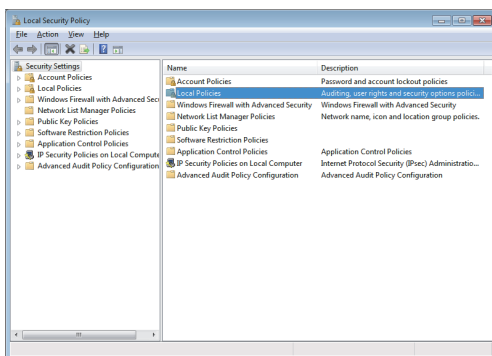 Local Security Policy
File Action View Help
Security Settings
Account Policies
Local Policies
Windows Firewall with Advanced Secu
Network List Manager Policies
Public Key Policies
Software Restriction Policies
Application Control Policies
IP Security Policies on Local Compute
Advanced Audit Policy Configuration
Name Description
Account Policies Password and account lockout policies
Local Policies Auditing, user rights and security options polici...
Windows Firewall with Advanced Security Windows Firewall with Advanced Security
Network List Manager Policies Network name, icon and location group policies.
Public Key Policies
Software Restriction Policies
Application Control Policies Application Control Policies
IP Security Policies on Local Computer Internet Protocol Security (IPsec) Administratio...
Advanced Audit Policy Configuration Advanced Audit Policy Configuration